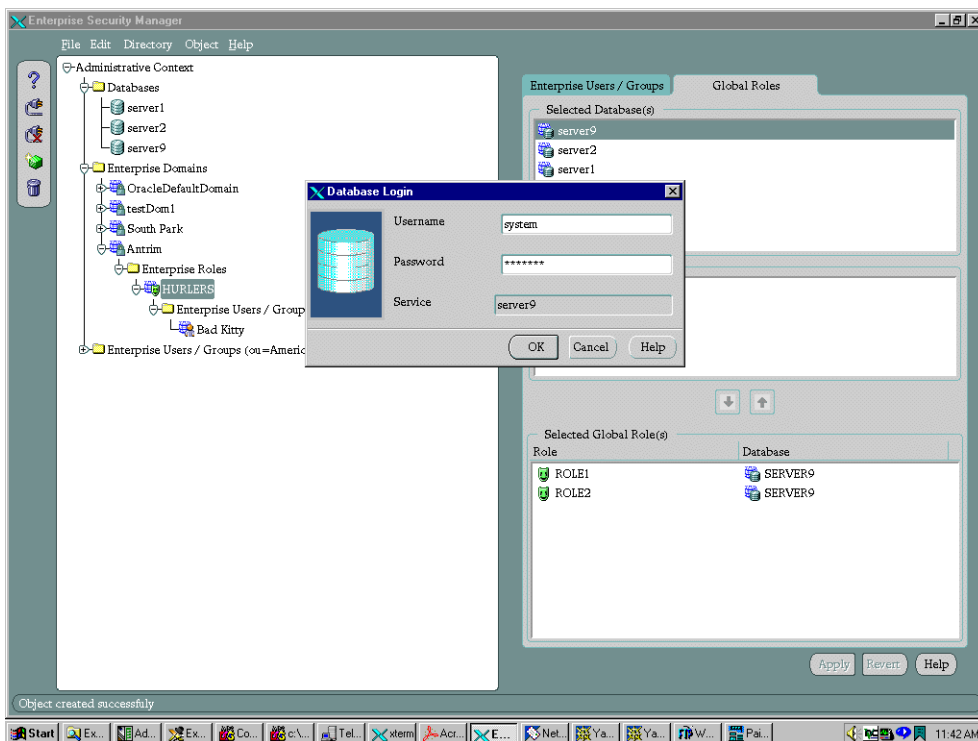 Enterprise Security Manager
File Edit Directory Object Help
Administrative Context
Databases
server1
server2
server9
Enterprise Domains
OracleDefaultDomain
testDom1
South Park
Antrim
Enterprise Roles
HURLERS
Enterprise Users / Group
Bad Kitty
Enterprise Users / Groups (ou=Americ
Enterprise Users / Groups Global Roles
Selected Database(s)
server9
server2
server1
Database Login
Username system
Password *******
Service server9
OK Cancel Help
Selected Global Role(s)
Role Database
ROLE1 SERVER9
ROLE2 SERVER9
Apply Revert Help
Object created successfuly
Start Ex... Ad... Ex... Co... c:\... Tel... xterm Acr... E... Net... Ya... Ya... W... Pai... 11:42 AM